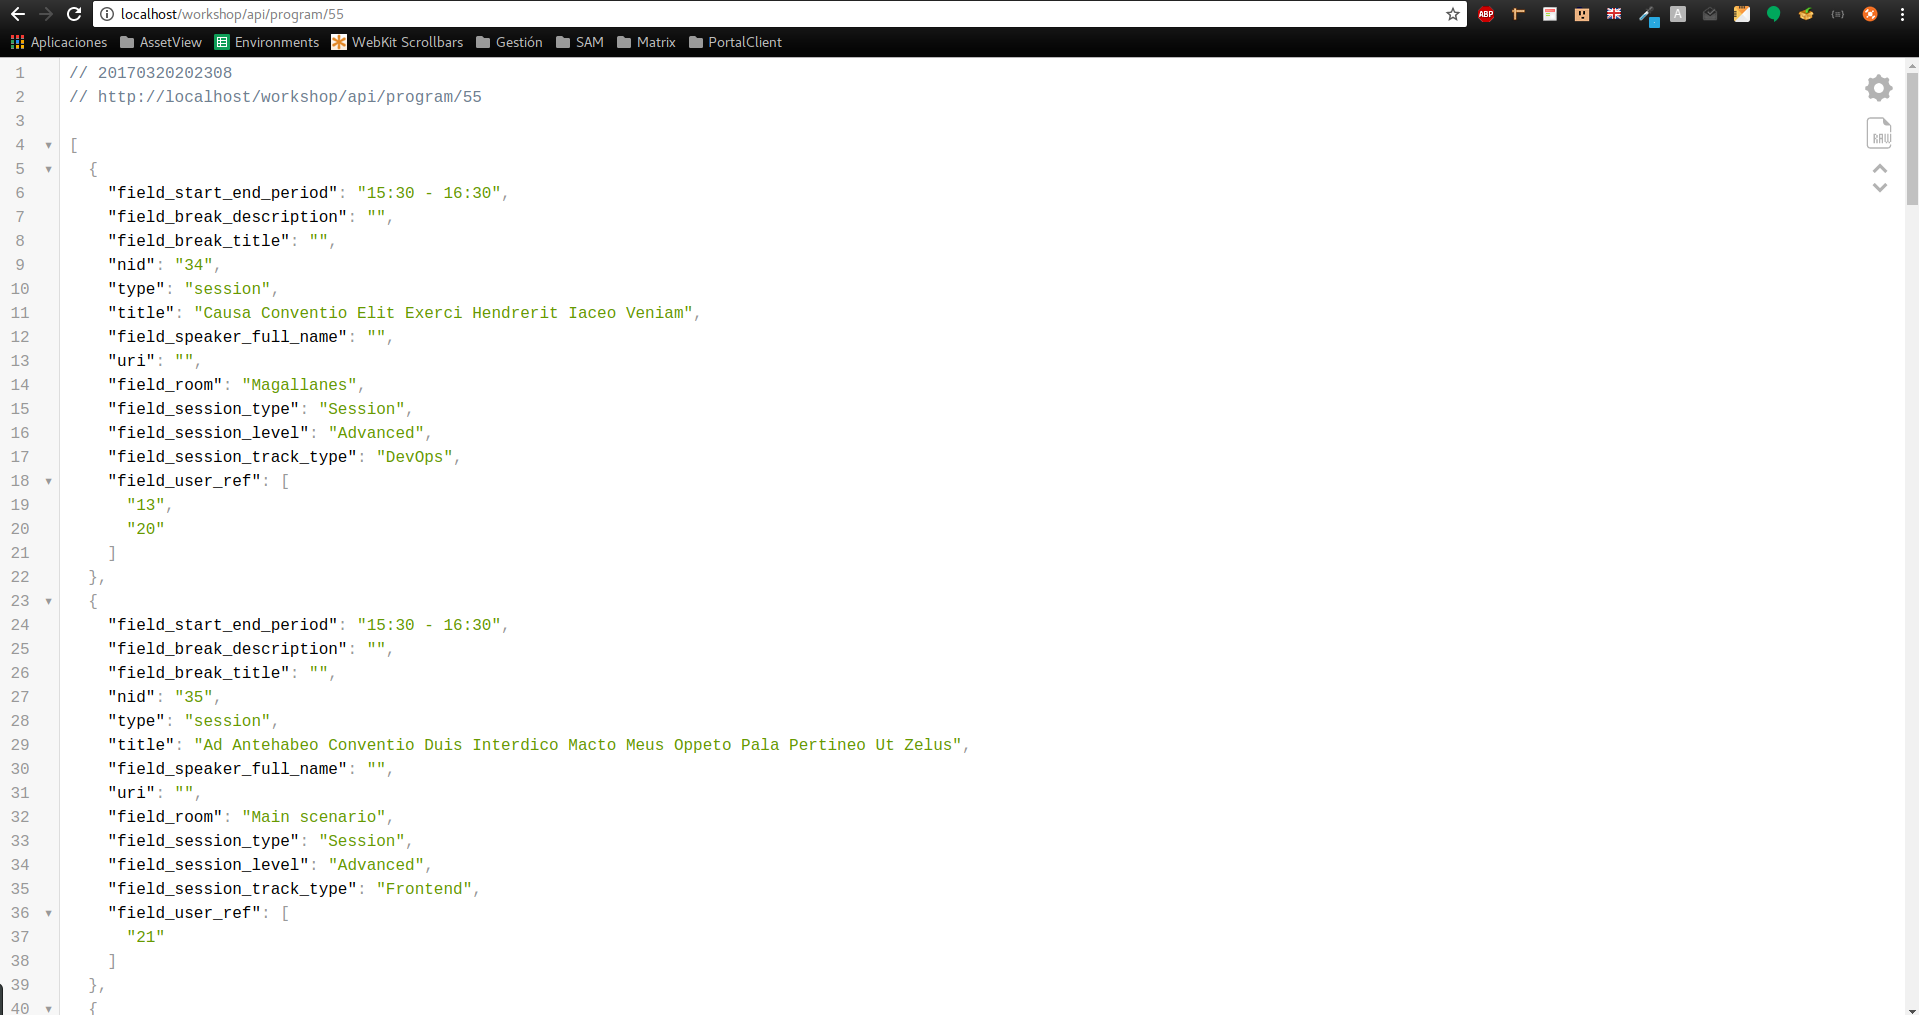 localhost/workshop/api/program/55
ABP
A
Aplicaciones AssetView Environments WebKit Scrollbars Gestión SAM Matrix PortalClient
1 // 20170320202308
2 // http://localhost/workshop/api/program/55
3
4 [
5 {
6 "field_start_end_period": "15:30 - 16:30",
7 "field_break_description": "",
8 "field_break_title": "",
9 "nid": "34",
10 "type": "session",
11 "title": "Causa Conventio Elit Exerci Hendrerit Iaceo Veniam",
12 "field_speaker_full_name": "",
13 "uri": "",
14 "field_room": "Magallanes",
15 "field_session_type": "Session",
16 "field_session_level": "Advanced",
17 "field_session_track_type": "DevOps",
18 "field_user_ref": [
19 "13",
20 "20"
21 ]
22 },
23 {
24 "field_start_end_period": "15:30 - 16:30",
25 "field_break_description": "",
26 "field_break_title": "",
27 "nid": "35",
28 "type": "session",
29 "title": "Ad Antehabeo Conventio Duis Interdico Macto Meus Oppeto Pala Pertineo Ut Zelus",
30 "field_speaker_full_name": "",
31 "uri": "",
32 "field_room": "Main scenario",
33 "field_session_type": "Session",
34 "field_session_level": "Advanced",
35 "field_session_track_type": "Frontend",
36 "field_user_ref": [
37 "21"
38 ]
39 },
40 {
RAW